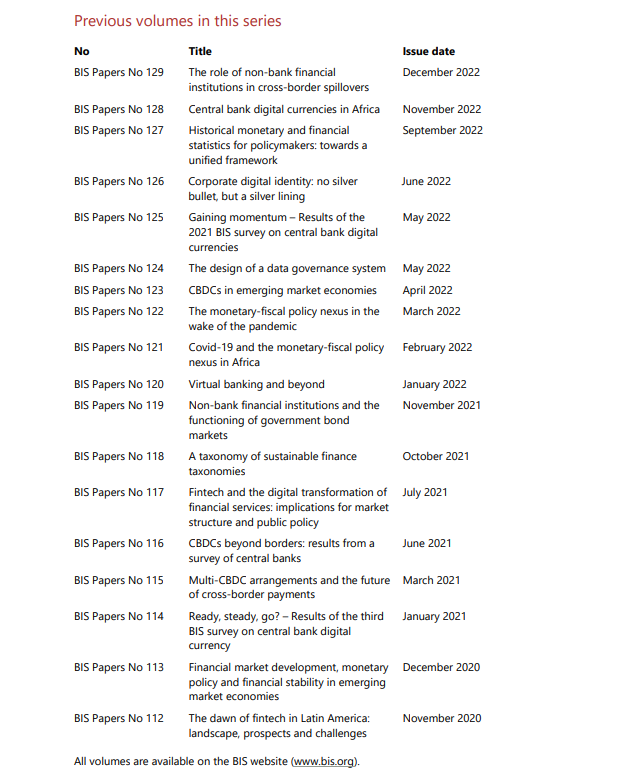 Previous volumes in this series
No Title Issue date
BIS Papers No 129 The role of non-bank financial December 2022
institutions in cross-border spillovers
BIS Papers No 128 Central bank digital currencies in Africa November 2022
BIS Papers No 127 Historical monetary and financial September 2022
statistics for policymakers: towards a
unified framework
BIS Papers No 126 Corporate digital identity: no silver June 2022
bullet, but a silver lining
BIS Papers No 125 Gaining momentum – Results of the May 2022
2021 BIS survey on central bank digital
currencies
BIS Papers No 124 The design of a data governance system May 2022
BIS Papers No 123 CBDCs in emerging market economies April 2022
BIS Papers No 122 The monetary-fiscal policy nexus in the March 2022
wake of the pandemic
BIS Papers No 121 Covid-19 and the monetary-fiscal policy February 2022
nexus in Africa
BIS Papers No 120 Virtual banking and beyond January 2022
BIS Papers No 119 Non-bank financial institutions and the November 2021
functioning of government bond
markets
BIS Papers No 118 A taxonomy of sustainable finance October 2021
taxonomies
BIS Papers No 117 Fintech and the digital transformation of July 2021
financial services: implications for market
structure and public policy
BIS Papers No 116 CBDCs beyond borders: results from a June 2021
survey of central banks
BIS Papers No 115 Multi-CBDC arrangements and the future March 2021
of cross-border payments
BIS Papers No 114 Ready, steady, go? – Results of the third January 2021
BIS survey on central bank digital
currency
BIS Papers No 113 Financial market development, monetary December 2020
policy and financial stability in emerging
market economies
BIS Papers No 112 The dawn of fintech in Latin America: November 2020
landscape, prospects and challenges
All volumes are available on the BIS website (www.bis.org).